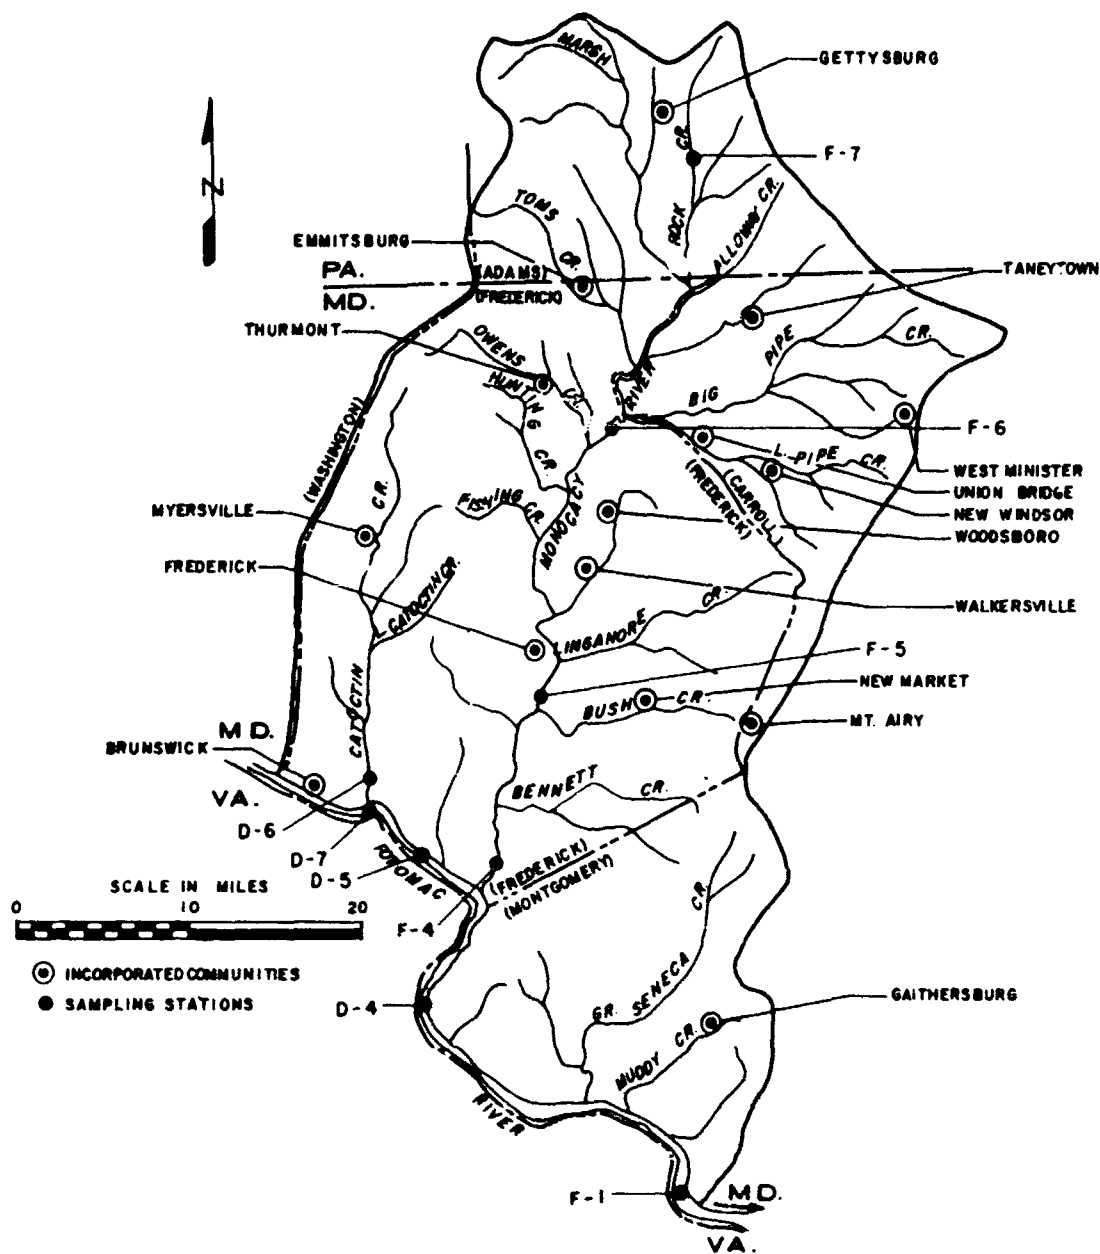 MARSH
GETTYSBURG
CR.
F-7
TOMS
CR.
ROCK
ALLOWAY CR.
EMMITSBURG
N
PA.
(ADAMS)
TANEYTOWN
MD.
(FREDERICK)
THURMONT
OWENS
PIPE
CR.
HUNTING
CR.
RIVER
BIG
F-6
(WASHINGTON)
CR.
CR.
L. PIPE
CR.
WEST MINISTER
(FREDERICK)
(CARROLL)
UNION BRIDGE
FISHING
CR.
MONOCACY
NEW WINDSOR
MYERSVILLE
WOODSBORO
FREDERICK
L. CATOCTIN CR.
CR.
WALKERSVILLE
LINGANORE
F-5
CATOCTIN
BUSH
CR.
NEW MARKET
MT. AIRY
MD.
BRUNSWICK
BENNETT
CR.
VA.
D-6
D-7
POTOMAC
D-5
(FREDERICK)
(MONTGOMERY)
SCALE IN MILES
0 10 20
CR.
F-4
INCORPORATED COMMUNITIES
SAMPLING STATIONS
D-4
GR. SENECA
GAITHERSBURG
MUDDY
CR.
RIVER
F-1
MD.
VA.